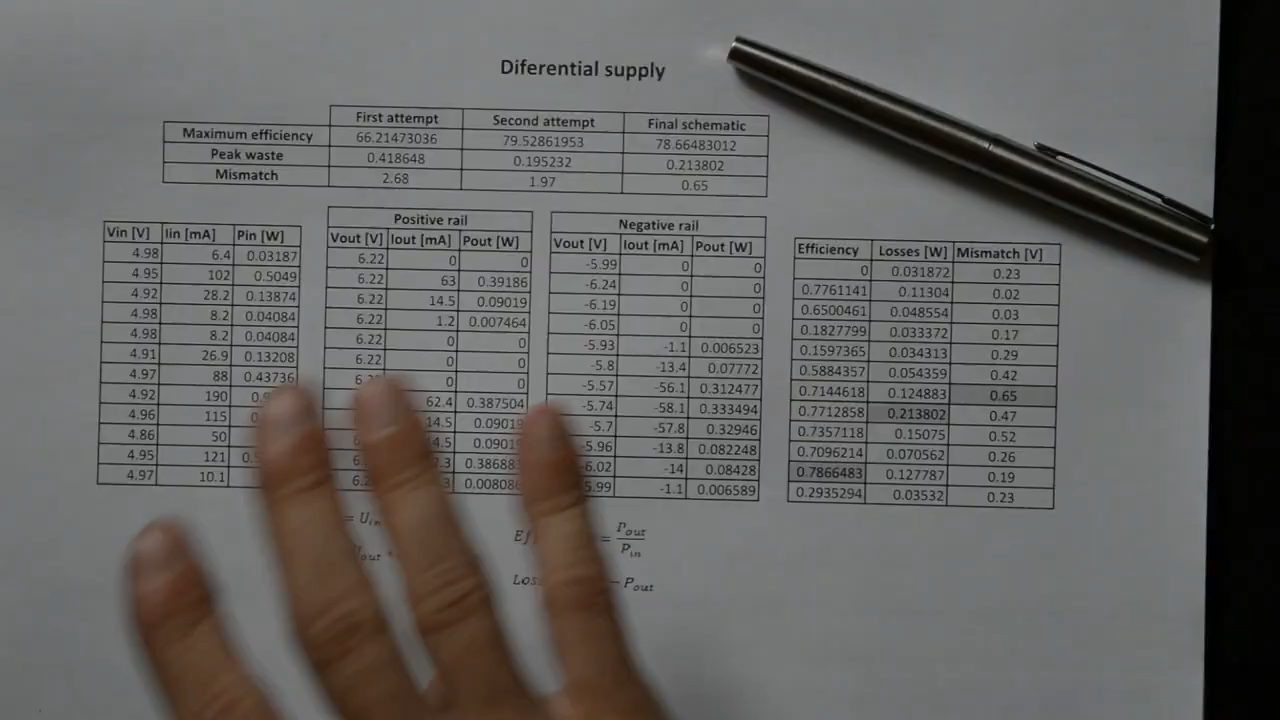 Diferential supply
First attempt Second attempt Final schematic
Maximum efficiency 66.21473036 79.52861953 78.66483012
Peak waste 0.418648 0.195232 0.213802
Mismatch 2.68 1.97 0.65
Positive rail Negative rail
Vin [V] Iin [mA] Pin [W] Vout [V] Iout [mA] Pout [W] Vout [V] Iout [mA] Pout [W] Efficiency Losses [W] Mismatch [V]
4.98 6.4 0.03187 6.22 0 0 -5.99 0 0 0 0.031872 0.23
4.95 102 0.5049 6.22 63 0.39186 -6.24 0 0 0.7761141 0.11304 0.02
4.92 28.2 0.13874 6.22 14.5 0.09019 -6.19 0 0 0.6500461 0.048554 0.03
4.98 8.2 0.04084 6.22 1.2 0.007464 -6.05 0 0 0.1827799 0.033372 0.17
4.98 8.2 0.04084 6.22 0 0 -5.93 -1.1 0.006523 0.1597365 0.034313 0.29
4.91 26.9 0.13208 6.22 0 0 -5.8 -13.4 0.07772 0.5884357 0.054359 0.42
4.97 88 0.43736 0 0 -5.57 -56.1 0.312477 0.7144618 0.124883 0.65
4.92 190 62.4 0.387504 -5.74 -58.1 0.333494 0.7712858 0.213802 0.47
4.96 115 14.5 0.09019 -5.7 -57.8 0.32946 0.7357118 0.15075 0.52
4.86 50 0.09019 -5.96 -13.8 0.082248 0.7096214 0.070562 0.26
4.95 121 -6.02 -14 0.08428 0.7866483 0.127787 0.19
4.97 10.1 -1.1 0.006589 0.2935294 0.03532 0.23
= Uin = Pout / Pin
− Pout